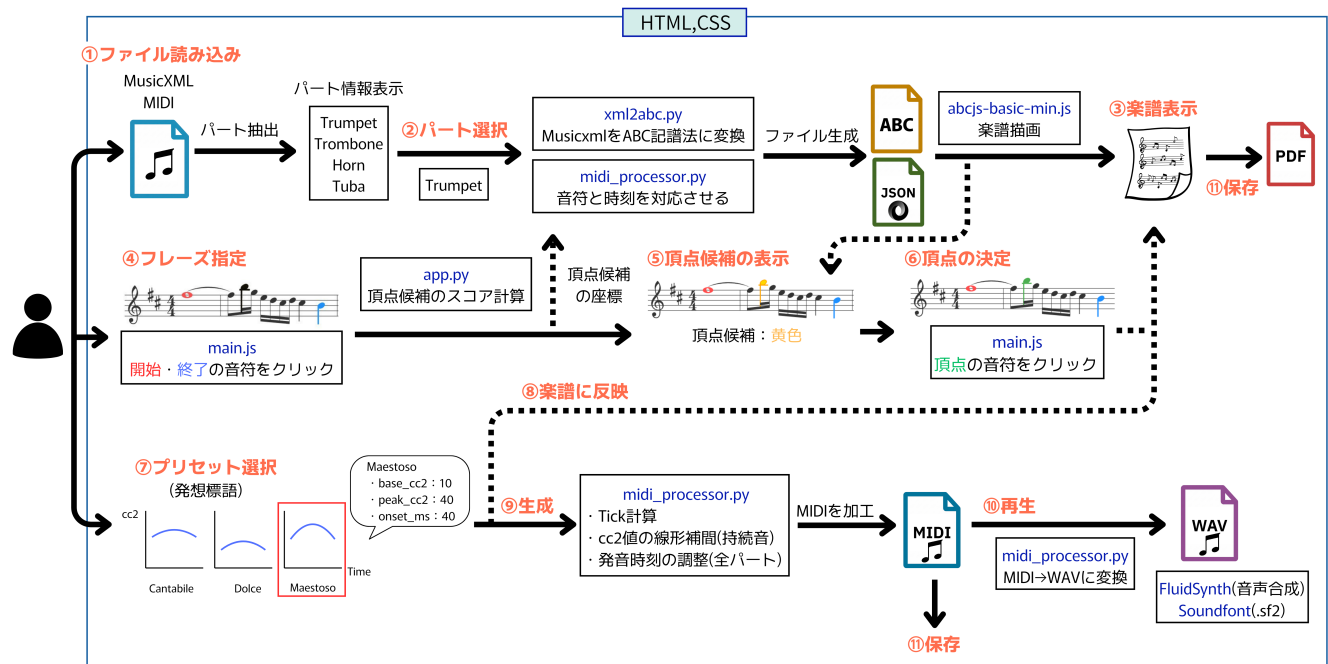 HTML,CSS
①ファイル読み込み
MusicXML
MIDI
パート抽出
パート情報表示
Trumpet
Trombone
Horn
Tuba
②パート選択
Trumpet
xml2abc.py
MusicxmlをABC記譜法に変換
midi_processor.py
音符と時刻を対応させる
ファイル生成
ABC
JSON
abcjs-basic-min.js
楽譜描画
③楽譜表示
⑪保存
PDF
④フレーズ指定
main.js
開始・終了の音符をクリック
app.py
頂点候補のスコア計算
頂点候補
の座標
⑤頂点候補の表示
頂点候補：黄色
⑥頂点の決定
main.js
頂点の音符をクリック
⑧楽譜に反映
⑦プリセット選択
(発想標語)
cc2
Cantabile
Dolce
Maestoso
Time
Maestoso
・base_cc2：10
・peak_cc2：40
・onset_ms：40
⑨生成
midi_processor.py
・Tick計算
・cc2値の線形補間(持続音)
・発音時刻の調整(全パート)
MIDIを加工
MIDI
⑪保存
⑩再生
midi_processor.py
MIDI→WAVに変換
WAV
FluidSynth(音声合成)
Soundfont(.sf2)